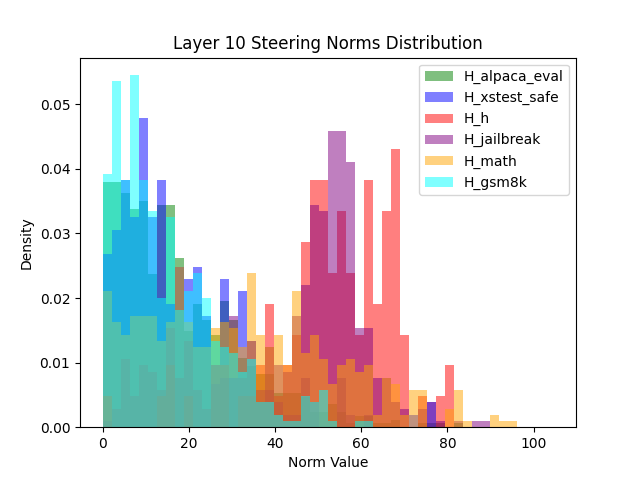 Layer 10 Steering Norms Distribution
H_alpaca_eval
H_xstest_safe
H_h
H_jailbreak
H_math
H_gsm8k
Density
0.05
0.04
0.03
0.02
0.01
0.00
0 20 40 60 80 100
Norm Value